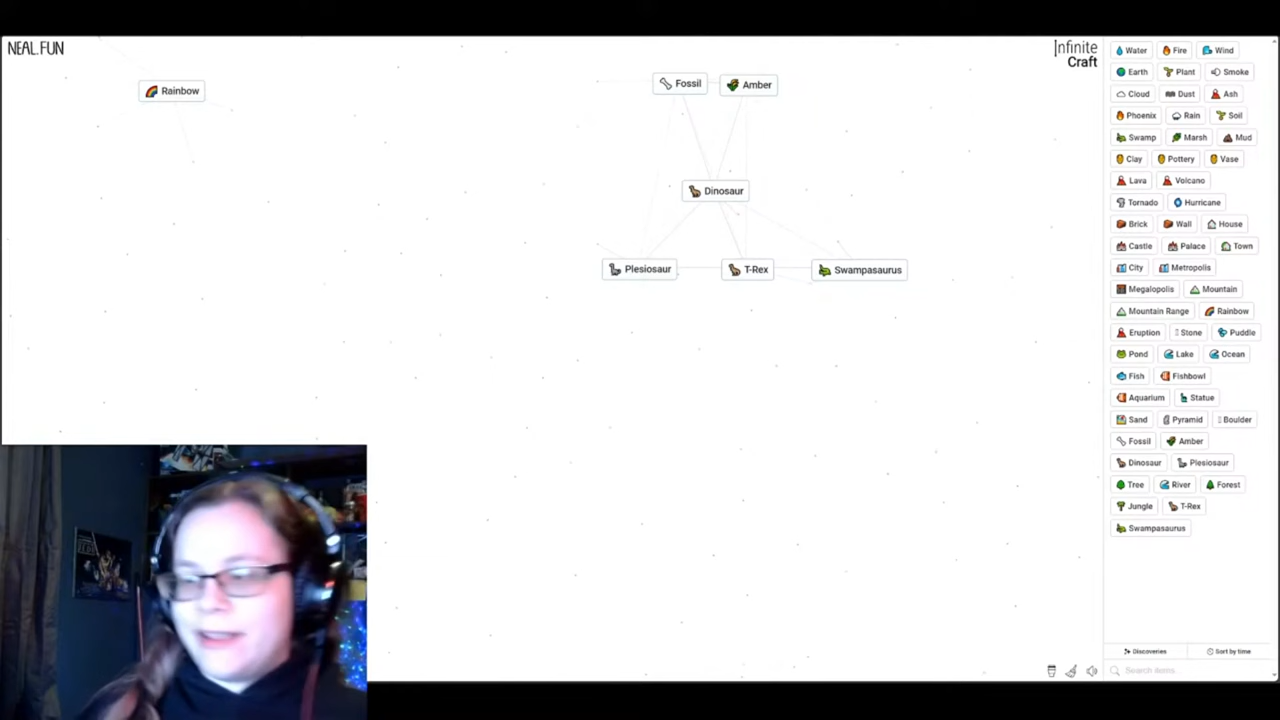 NEAL.FUN
Infinite
Craft
Rainbow
Fossil
Amber
Dinosaur
Plesiosaur
T-Rex
Swampasaurus
Water Fire Wind
Earth Plant Smoke
Cloud Dust Ash
Phoenix Rain Soil
Swamp Marsh Mud
Clay Pottery Vase
Lava Volcano
Tornado Hurricane
Brick Wall House
Castle Palace Town
City Metropolis
Megalopolis Mountain
Mountain Range Rainbow
Eruption Stone Puddle
Pond Lake Ocean
Fish Fishbowl
Aquarium Statue
Sand Pyramid Boulder
Fossil Amber
Dinosaur Plesiosaur
Tree River Forest
Jungle T-Rex
Swampasaurus
Discoveries Sort by time
Search items...